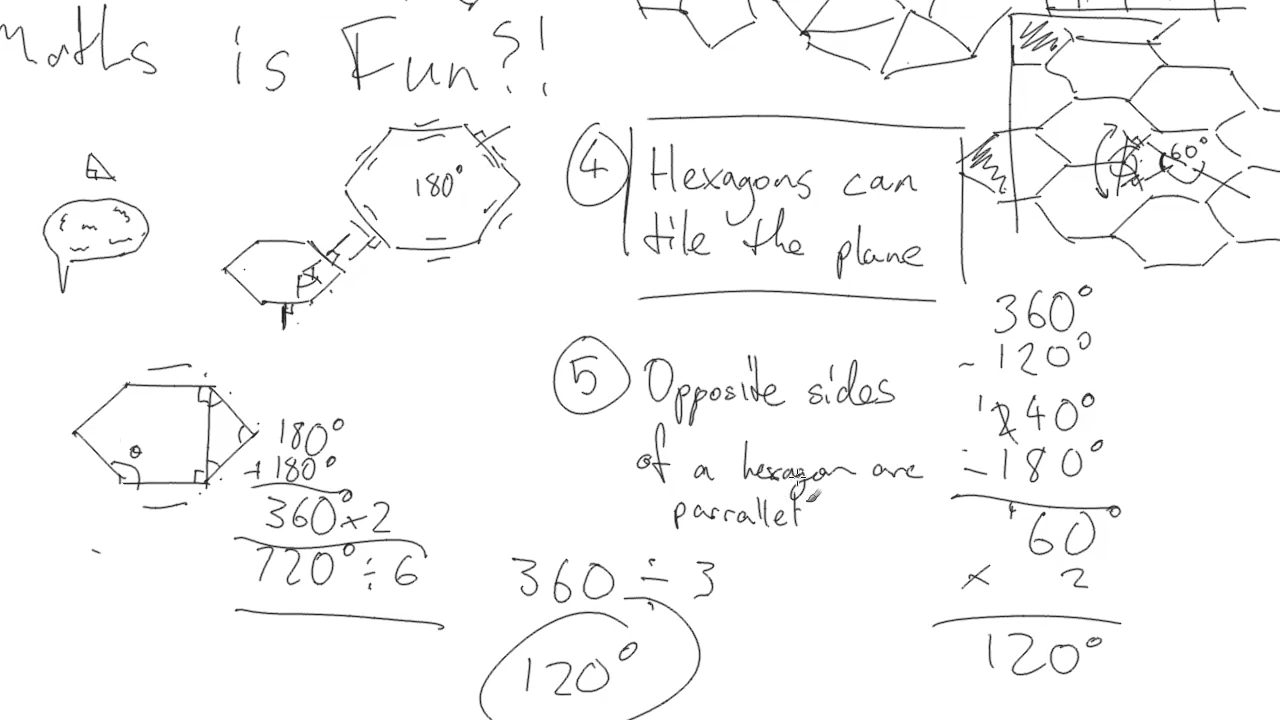 Maths is Fun?!
180°
60°
④ Hexagons can
tile the plane
⑤ Opposite sides
of a hexagon are
parrallel
θ
180°
+ 180°
360° × 2
720° ÷ 6
360 ÷ 3
120°
360°
- 120°
240°
- 180°
60°
× 2
120°